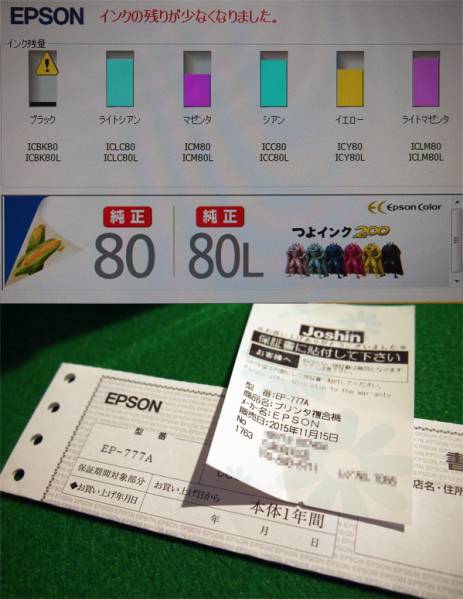 EPSON インクの残りが少なくなりました。
インク残量
ブラック ライトシアン マゼンタ シアン イエロー ライトマゼンタ
ICBK80 ICLC80 ICM80 ICC80 ICY80 ICLM80
ICBK80L ICLC80L ICM80L ICC80L ICY80L ICLM80L
EC EPSON COLOR
純正 純正
80 80L
つよインク200
Joshin
保証書に貼付して下さい
お客様へ
型 番:EP-777A
商品名:プリンタ複合機
メーカ名:EPSON
販売日:2015年11月15日
No
1763
EPSON
型 番
EP-777A
保証期間対象部分
本体1年間
◆お買い上げ年月日
お買い上げ日から
年 月 日
書
店名・住所